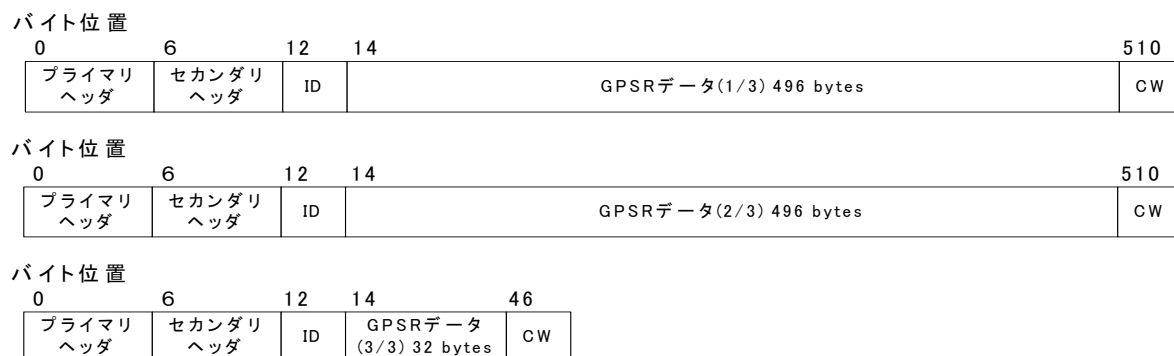 バイト位置
0 6 12 14 510
プライマリ セカンダリ ID GPSRデータ(1/3) 496 bytes CW
ヘッダ ヘッダ
バイト位置
0 6 12 14 510
プライマリ セカンダリ ID GPSRデータ(2/3) 496 bytes CW
ヘッダ ヘッダ
バイト位置
0 6 12 14 46
プライマリ セカンダリ ID GPSRデータ CW
ヘッダ ヘッダ (3/3) 32 bytes